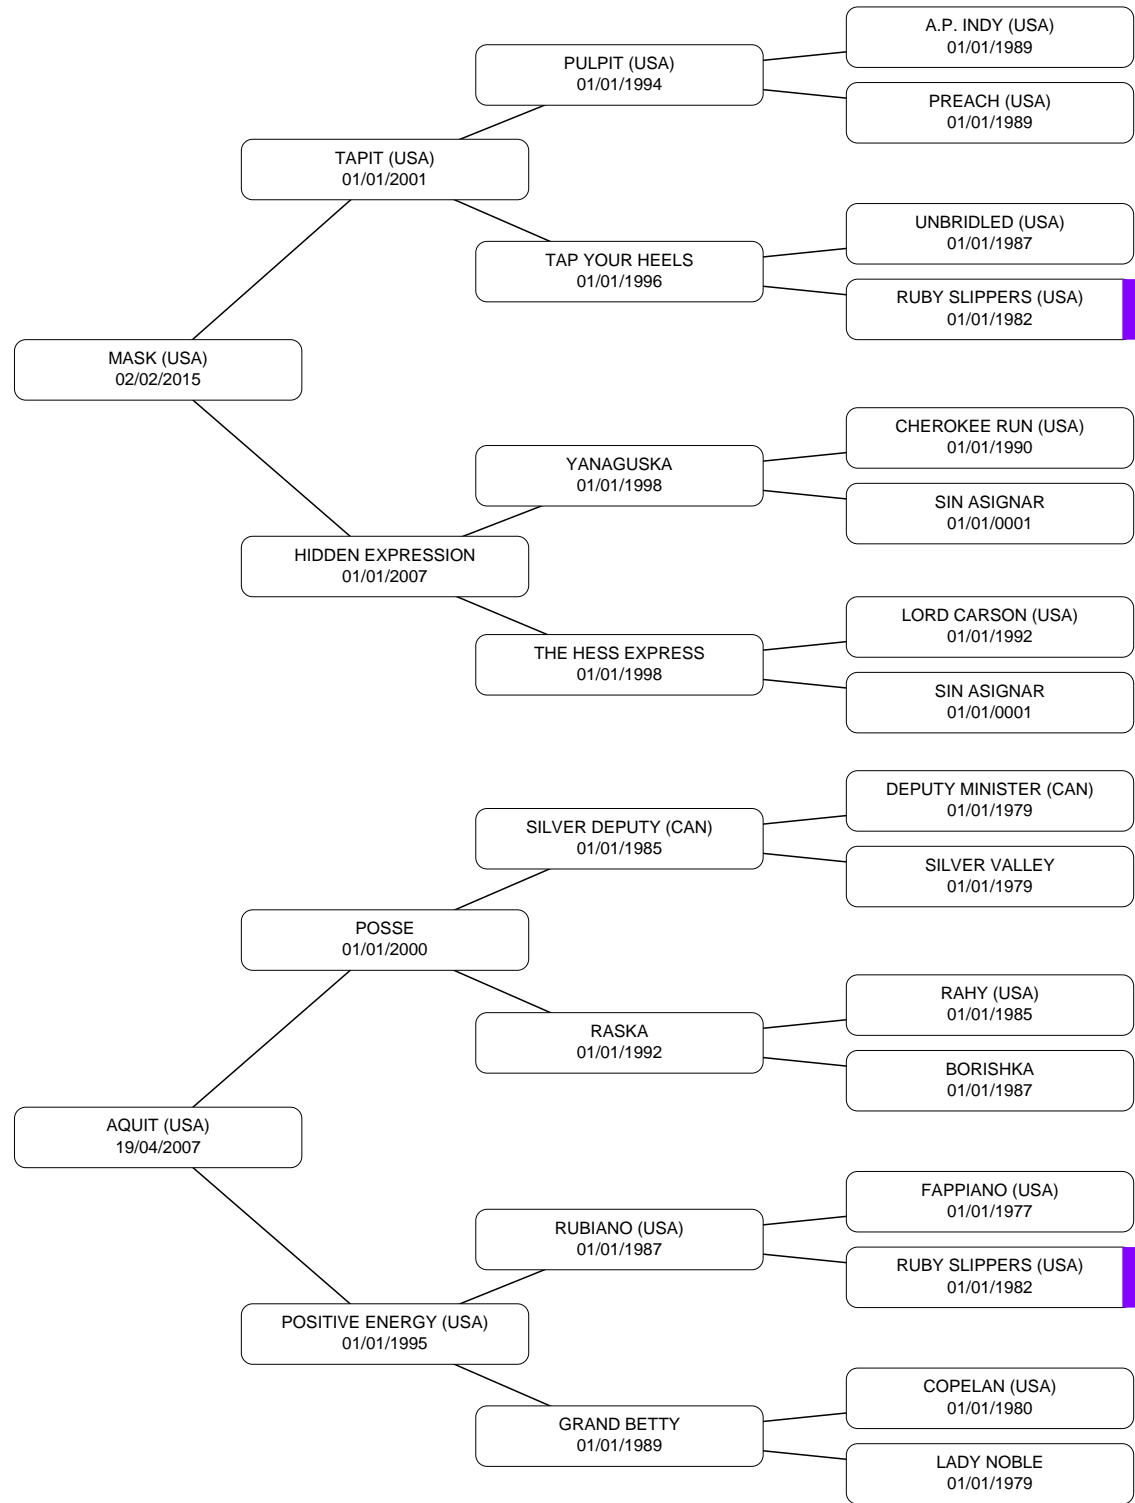 A.P. INDY (USA)
01/01/1989
PULPIT (USA)
01/01/1994
PREACH (USA)
01/01/1989
TAPIT (USA)
01/01/2001
UNBRIDLED (USA)
01/01/1987
TAP YOUR HEELS
01/01/1996
RUBY SLIPPERS (USA)
01/01/1982
MASK (USA)
02/02/2015
CHEROKEE RUN (USA)
01/01/1990
YANAGUSKA
01/01/1998
SIN ASIGNAR
01/01/0001
HIDDEN EXPRESSION
01/01/2007
LORD CARSON (USA)
01/01/1992
THE HESS EXPRESS
01/01/1998
SIN ASIGNAR
01/01/0001
DEPUTY MINISTER (CAN)
01/01/1979
SILVER DEPUTY (CAN)
01/01/1985
SILVER VALLEY
01/01/1979
POSSE
01/01/2000
RAHY (USA)
01/01/1985
RASKA
01/01/1992
BORISHKA
01/01/1987
AQUIT (USA)
19/04/2007
FAPPIANO (USA)
01/01/1977
RUBIANO (USA)
01/01/1987
RUBY SLIPPERS (USA)
01/01/1982
POSITIVE ENERGY (USA)
01/01/1995
COPELAN (USA)
01/01/1980
GRAND BETTY
01/01/1989
LADY NOBLE
01/01/1979